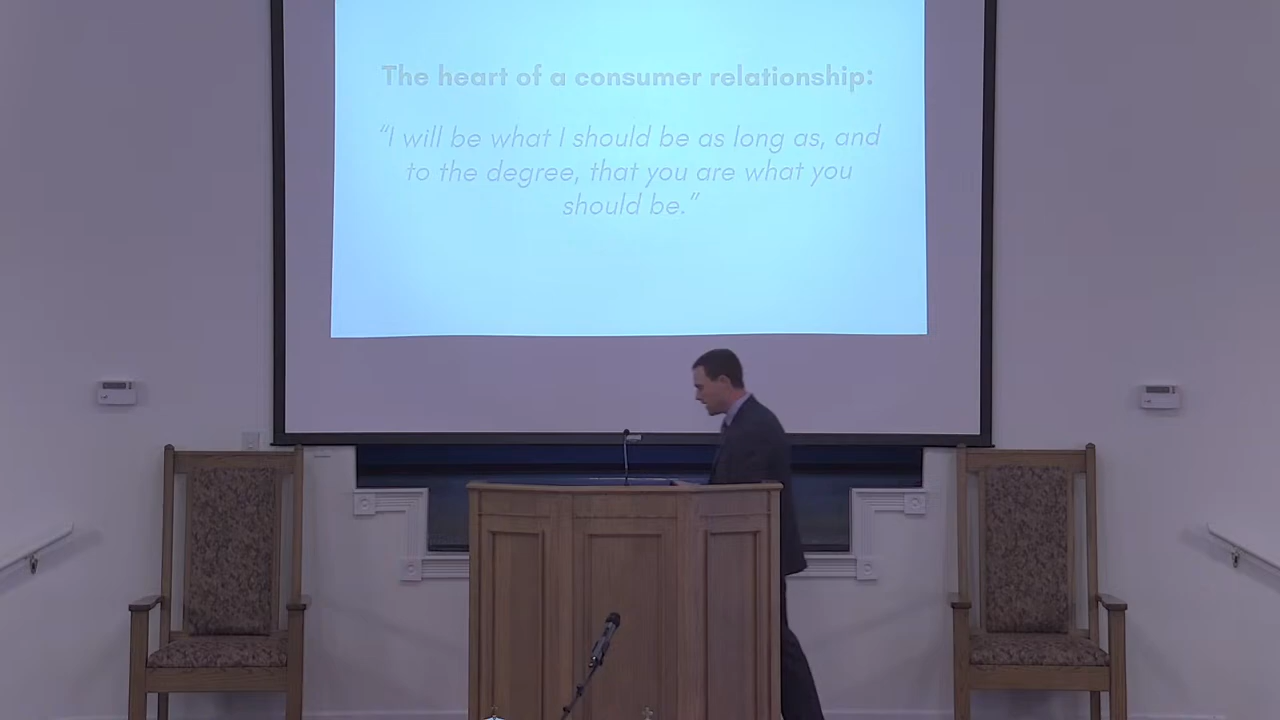 The heart of a consumer relationship:
“I will be what I should be as long as, and
to the degree, that you are what you
should be.”